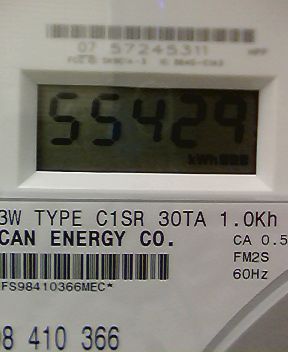 07 57245311
55429
kWh
3W TYPE C1SR 30TA 1.0Kh
CAN ENERGY CO.
CA 0.5
FM2S
60Hz
FS98410366MEC*
98 410 366